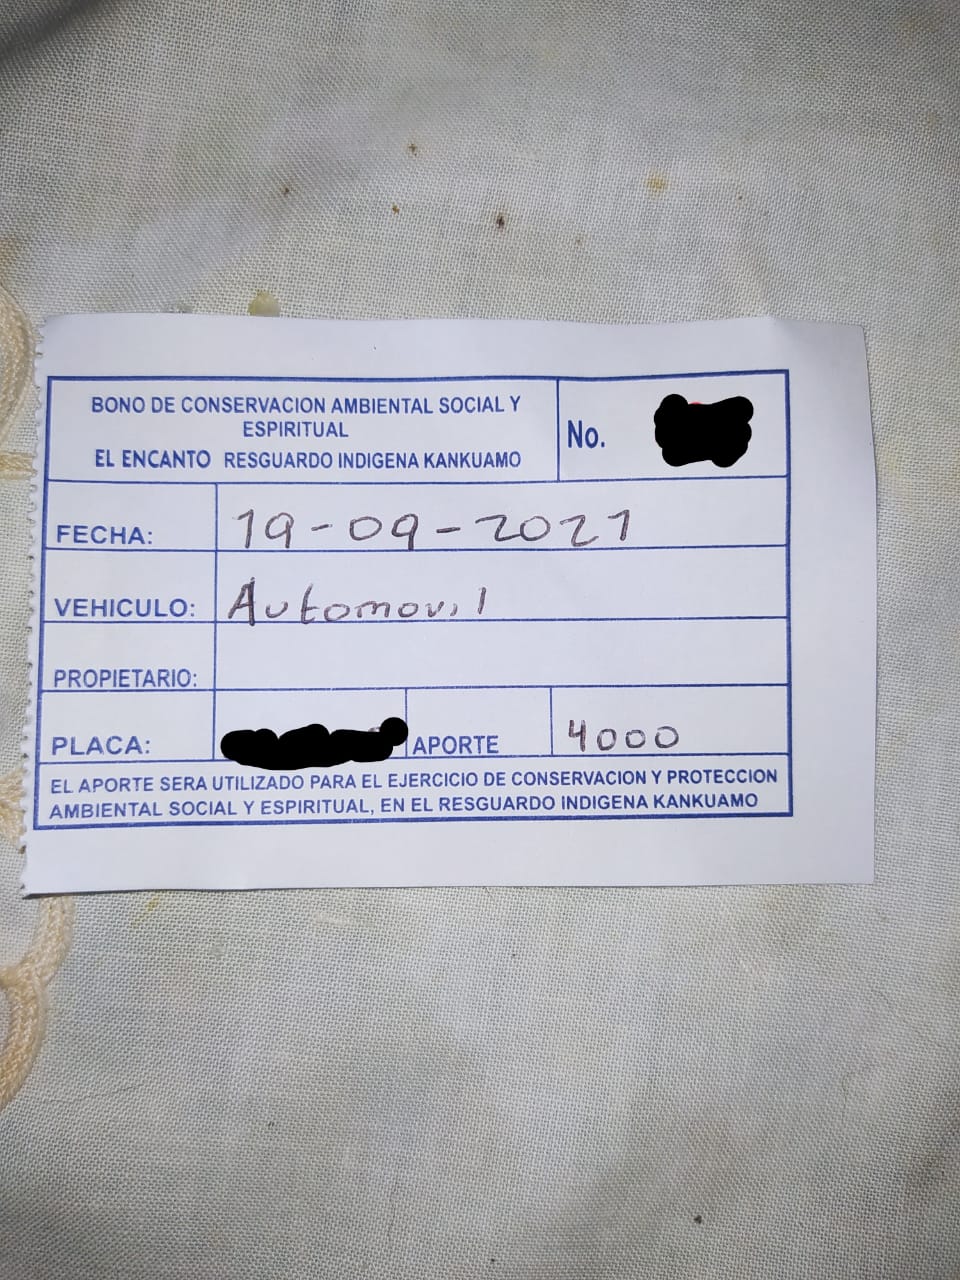 BONO DE CONSERVACION AMBIENTAL SOCIAL Y
ESPIRITUAL
EL ENCANTO RESGUARDO INDIGENA KANKUAMO
No.
FECHA: 19-09-2021
VEHICULO: Automovil
PROPIETARIO:
PLACA: APORTE 4000
EL APORTE SERA UTILIZADO PARA EL EJERCICIO DE CONSERVACION Y PROTECCION
AMBIENTAL SOCIAL Y ESPIRITUAL, EN EL RESGUARDO INDIGENA KANKUAMO